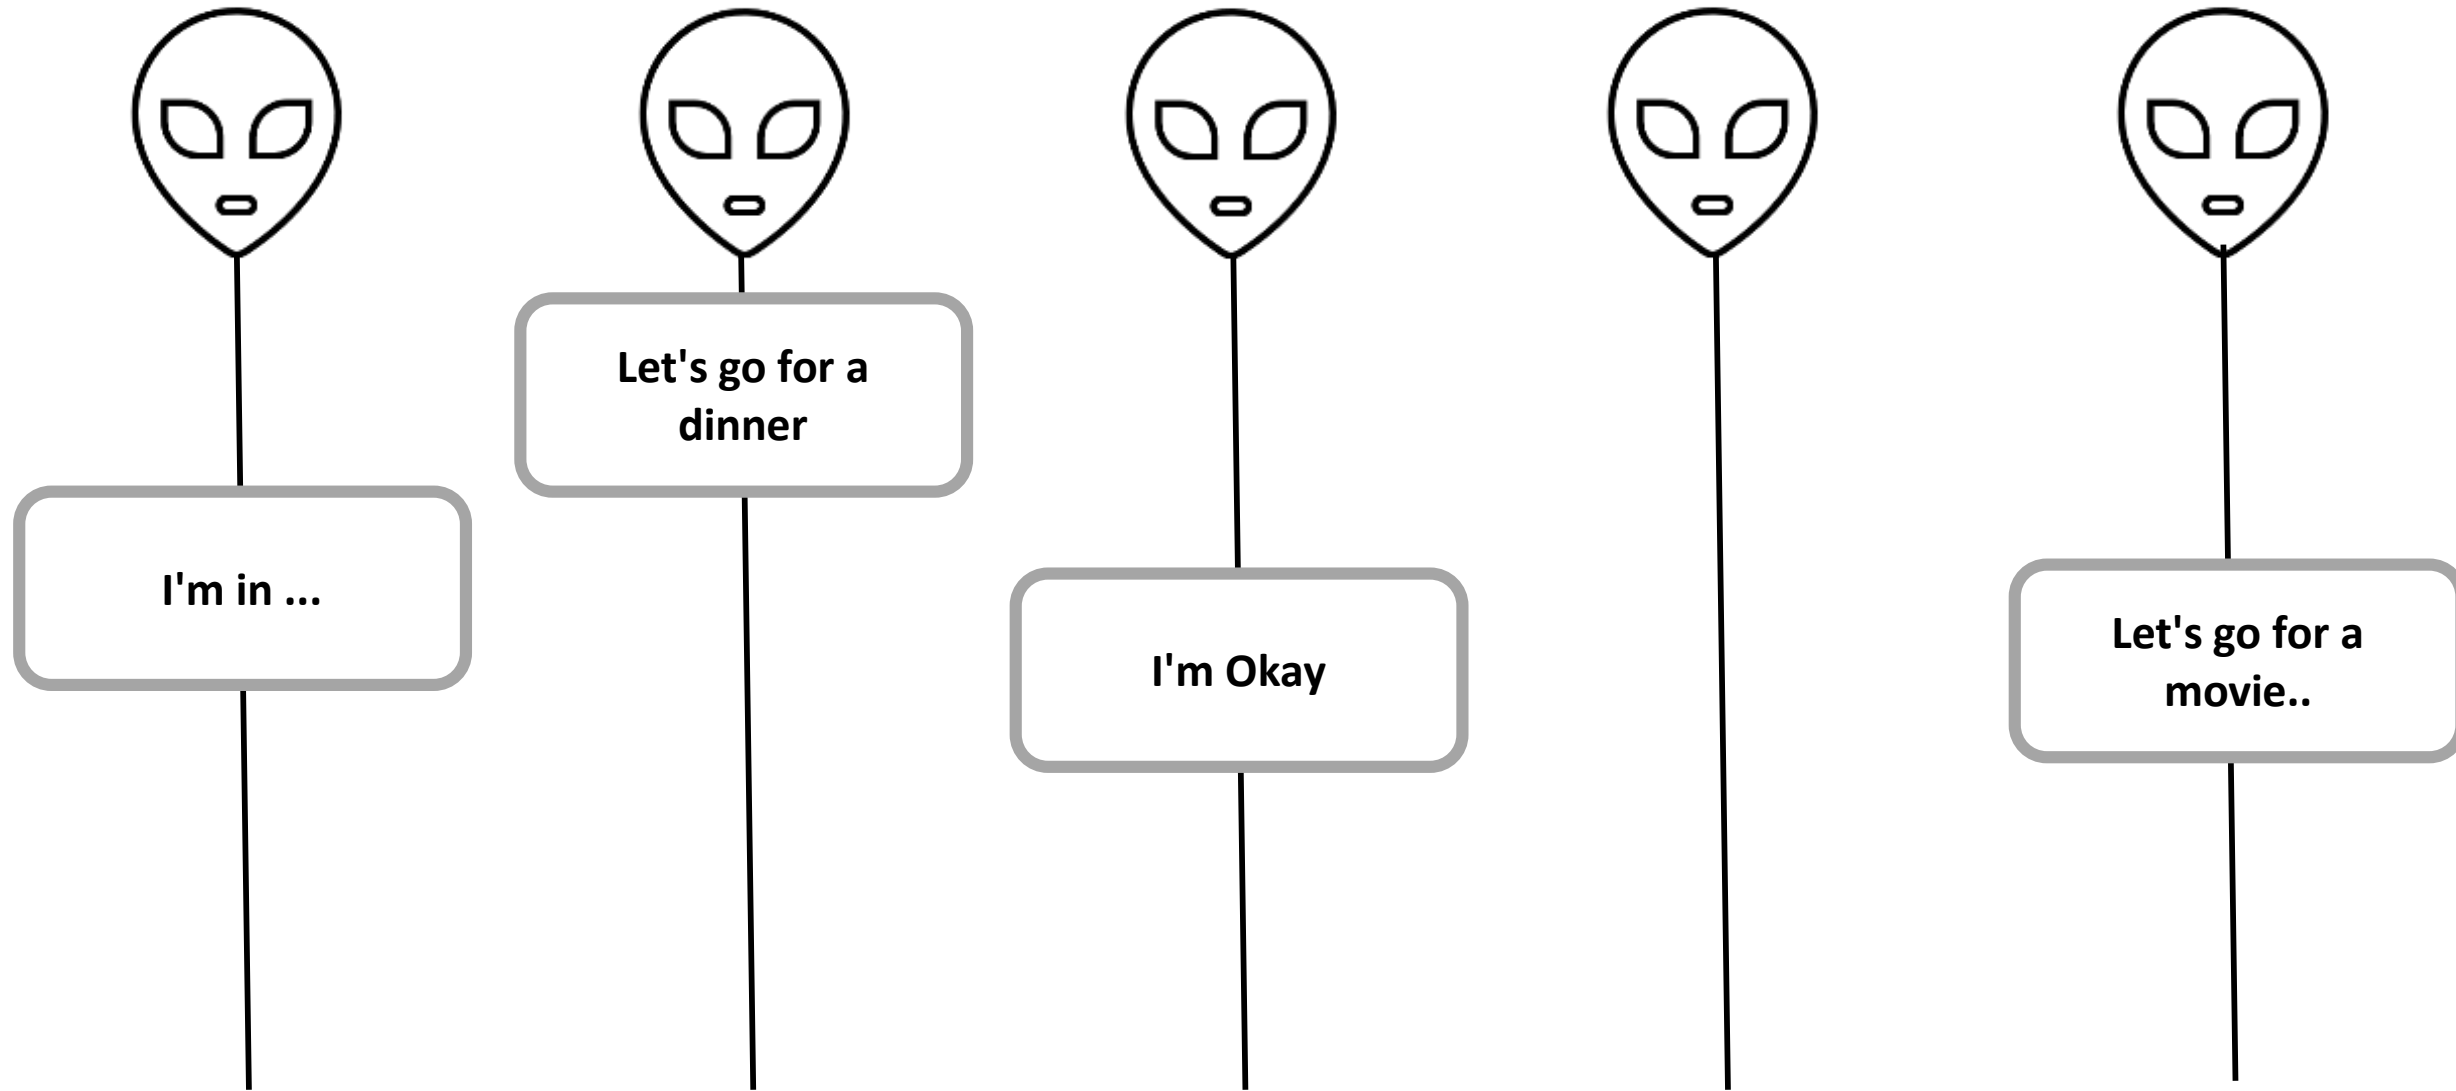 Let's go for a
dinner
I'm in ...
I'm Okay
Let's go for a
movie..